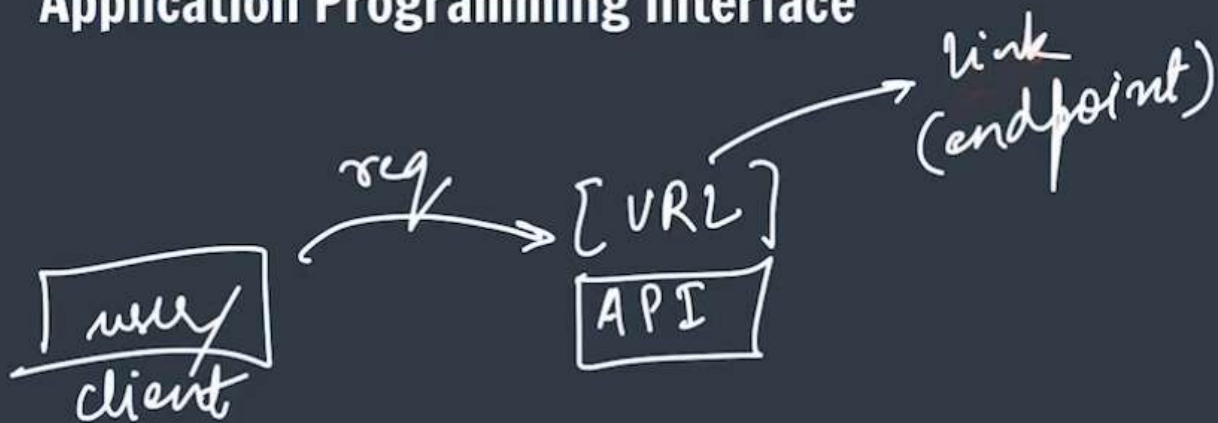 Application Programming Interface
link
(endpoint)
req
[URL]
API
user/
client